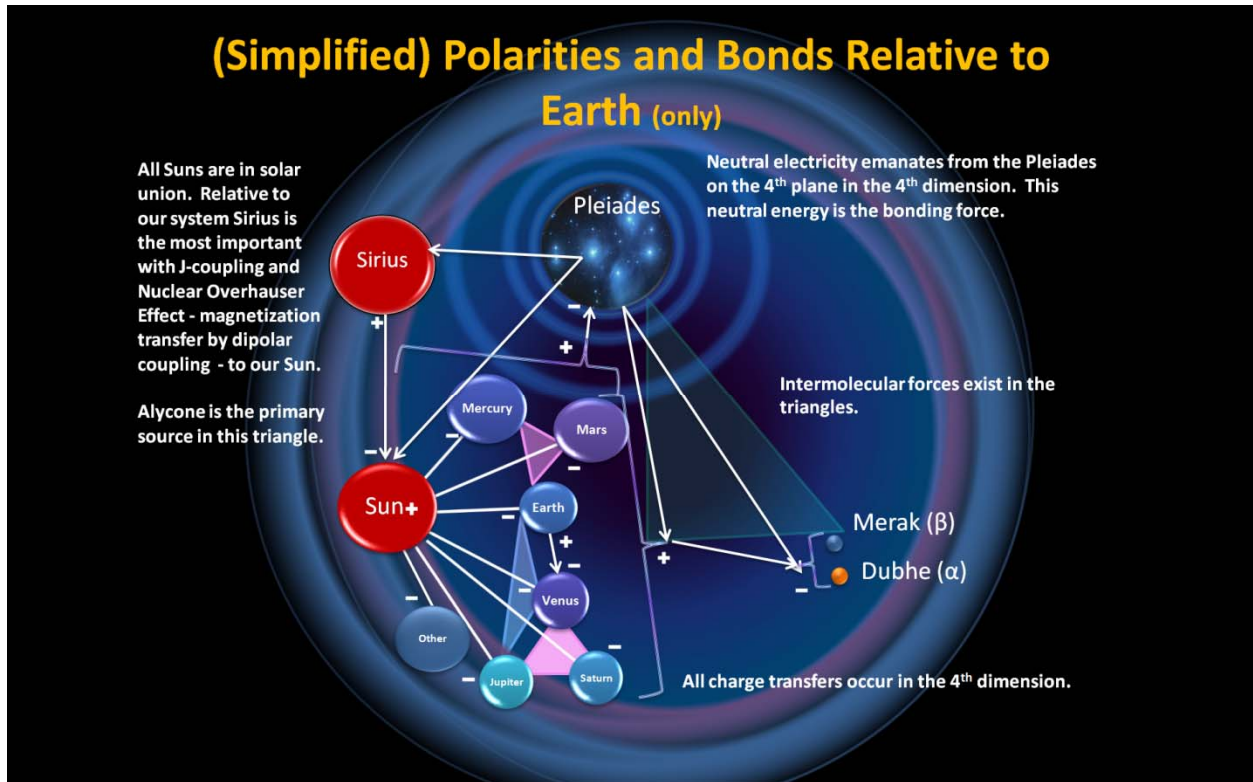 (Simplified) Polarities and Bonds Relative to
Earth (only)
All Suns are in solar
union. Relative to
our system Sirius is
the most important
with J-coupling and
Nuclear Overhauser
Effect - magnetization
transfer by dipolar
coupling - to our Sun.
Alycone is the primary
source in this triangle.
Neutral electricity emanates from the Pleiades
on the 4th plane in the 4th dimension. This
neutral energy is the bonding force.
Pleiades
Sirius
+
-
+
Intermolecular forces exist in the
triangles.
Mercury
-
Mars
-
-
Sun+
Earth
-
+
-
Merak (β)
+
Dubhe (α)
-
-
Venus
-
Other
-
Jupiter
-
Saturn
All charge transfers occur in the 4th dimension.